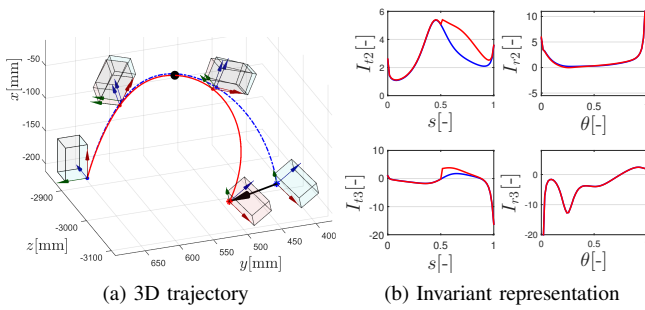 -50
-100
-150
-200
x[mm]
-2900
-3000
-3100
z[mm]
650
600
550
500
450
400
y[mm]
(a) 3D trajectory
6
4
2
0
0
0.5
1
I_{t2}[-]
s[-]
10
5
0
0
0.5
I_{r2}[-]
θ[-]
10
0
-10
-20
0
0.5
1
I_{t3}[-]
s[-]
0
-10
-20
0
0.5
I_{r3}[-]
θ[-]
(b) Invariant representation